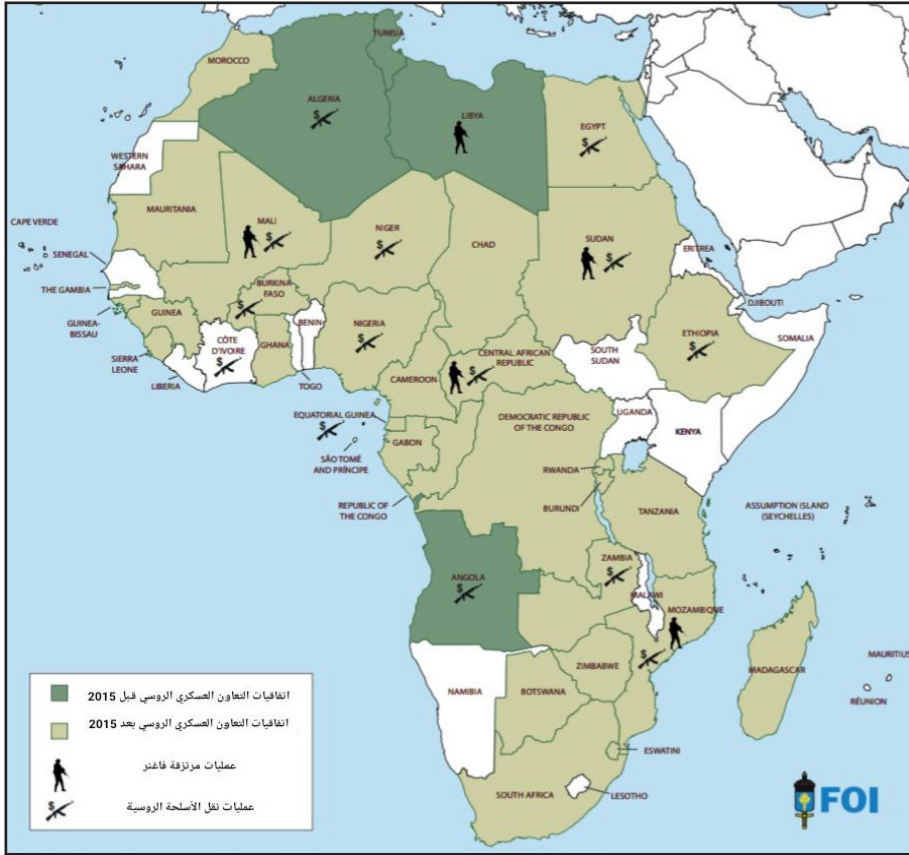 TUNISIA
MOROCCO
ALGERIA
$
LIBYA
EGYPT
$
WESTERN
SAHARA
MAURITANIA
CAPE VERDE
MALI
$
NIGER
$
CHAD
SUDAN
$
ERITREA
SENEGAL
THE GAMBIA
BURKINA
FASO
$
DJIBOUTI
GUINEA
GUINEA-
BISSAU
BENIN
NIGERIA
$
ETHIOPIA
$
SOMALIA
CÔTE
D'IVOIRE
$
GHANA
SIERRA
LEONE
LIBERIA
TOGO
CENTRAL AFRICAN
REPUBLIC
$
SOUTH
SUDAN
CAMEROON
EQUATORIAL GUINEA
$
DEMOCRATIC REPUBLIC
OF THE CONGO
UGANDA
KENYA
GABON
SÃO TOMÉ
AND PRÍNCIPE
RWANDA
REPUBLIC OF
THE CONGO
BURUNDI
TANZANIA
ASSUMPTION ISLAND
(SEYCHELLES)
ANGOLA
$
ZAMBIA
$
MALAWI
MOZAMBIQUE
$
ZIMBABWE
MADAGASCAR
MAURITIUS
RÉUNION
NAMIBIA
BOTSWANA
ESWATINI
SOUTH AFRICA
LESOTHO
اتفاقيات التعاون العسكري الروسي قبل 2015
اتفاقيات التعاون العسكري الروسي بعد 2015
عمليات مرتزقة فاغنر
$
عمليات نقل الأسلحة الروسية
FOI